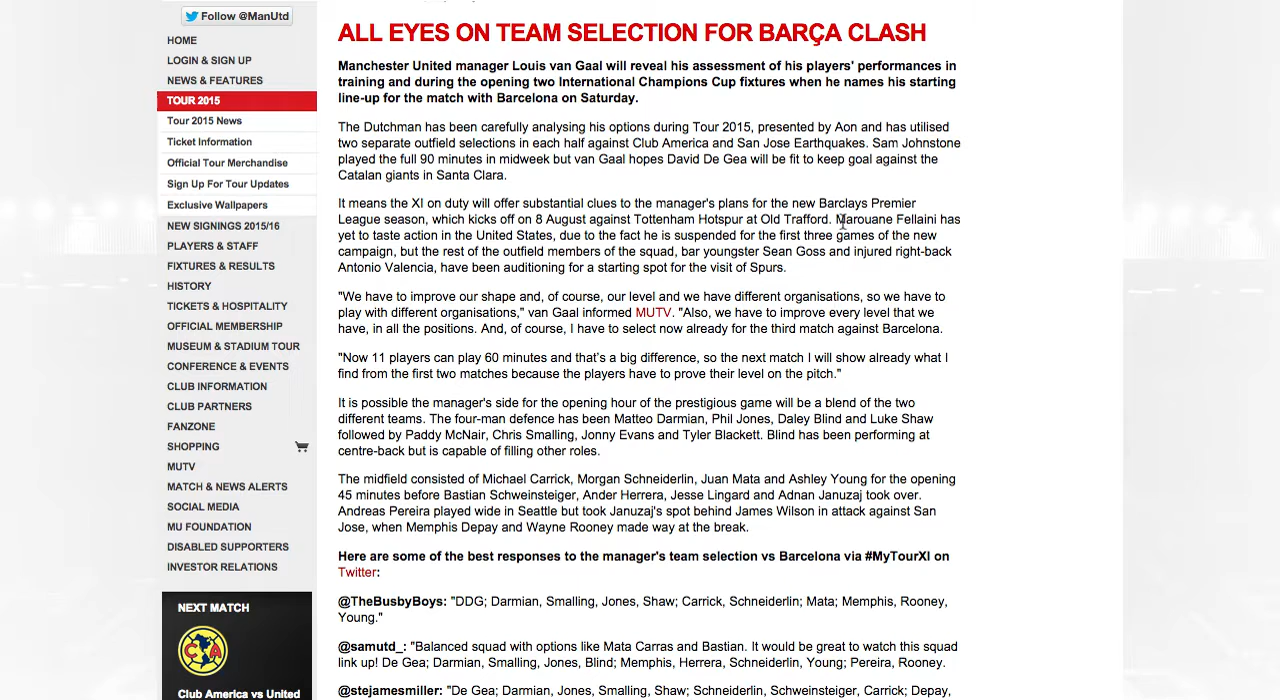 Follow @ManUtd
HOME
LOGIN & SIGN UP
NEWS & FEATURES
TOUR 2015
Tour 2015 News
Ticket Information
Official Tour Merchandise
Sign Up For Tour Updates
Exclusive Wallpapers
NEW SIGNINGS 2015/16
PLAYERS & STAFF
FIXTURES & RESULTS
HISTORY
TICKETS & HOSPITALITY
OFFICIAL MEMBERSHIP
MUSEUM & STADIUM TOUR
CONFERENCE & EVENTS
CLUB INFORMATION
CLUB PARTNERS
FANZONE
SHOPPING
MUTV
MATCH & NEWS ALERTS
SOCIAL MEDIA
MU FOUNDATION
DISABLED SUPPORTERS
INVESTOR RELATIONS
NEXT MATCH
CA
Club America vs United
ALL EYES ON TEAM SELECTION FOR BARÇA CLASH
Manchester United manager Louis van Gaal will reveal his assessment of his players' performances in
training and during the opening two International Champions Cup fixtures when he names his starting
line-up for the match with Barcelona on Saturday.
The Dutchman has been carefully analysing his options during Tour 2015, presented by Aon and has utilised
two separate outfield selections in each half against Club America and San Jose Earthquakes. Sam Johnstone
played the full 90 minutes in midweek but van Gaal hopes David De Gea will be fit to keep goal against the
Catalan giants in Santa Clara.
It means the XI on duty will offer substantial clues to the manager's plans for the new Barclays Premier
League season, which kicks off on 8 August against Tottenham Hotspur at Old Trafford. Marouane Fellaini has
yet to taste action in the United States, due to the fact he is suspended for the first three games of the new
campaign, but the rest of the outfield members of the squad, bar youngster Sean Goss and injured right-back
Antonio Valencia, have been auditioning for a starting spot for the visit of Spurs.
"We have to improve our shape and, of course, our level and we have different organisations, so we have to
play with different organisations," van Gaal informed MUTV. "Also, we have to improve every level that we
have, in all the positions. And, of course, I have to select now already for the third match against Barcelona.
"Now 11 players can play 60 minutes and that's a big difference, so the next match I will show already what I
find from the first two matches because the players have to prove their level on the pitch."
It is possible the manager's side for the opening hour of the prestigious game will be a blend of the two
different teams. The four-man defence has been Matteo Darmian, Phil Jones, Daley Blind and Luke Shaw
followed by Paddy McNair, Chris Smalling, Jonny Evans and Tyler Blackett. Blind has been performing at
centre-back but is capable of filling other roles.
The midfield consisted of Michael Carrick, Morgan Schneiderlin, Juan Mata and Ashley Young for the opening
45 minutes before Bastian Schweinsteiger, Ander Herrera, Jesse Lingard and Adnan Januzaj took over.
Andreas Pereira played wide in Seattle but took Januzaj's spot behind James Wilson in attack against San
Jose, when Memphis Depay and Wayne Rooney made way at the break.
Here are some of the best responses to the manager's team selection vs Barcelona via #MyTourXI on
Twitter:
@TheBusbyBoys: "DDG; Darmian, Smalling, Jones, Shaw; Carrick, Schneiderlin; Mata; Memphis, Rooney,
Young."
@samutd_: "Balanced squad with options like Mata Carras and Bastian. It would be great to watch this squad
link up! De Gea; Darmian, Smalling, Jones, Blind; Memphis, Herrera, Schneiderlin, Young; Pereira, Rooney.
@stejamesmiller: "De Gea; Darmian, Jones, Smalling, Shaw; Schneiderlin, Schweinsteiger, Carrick; Depay,